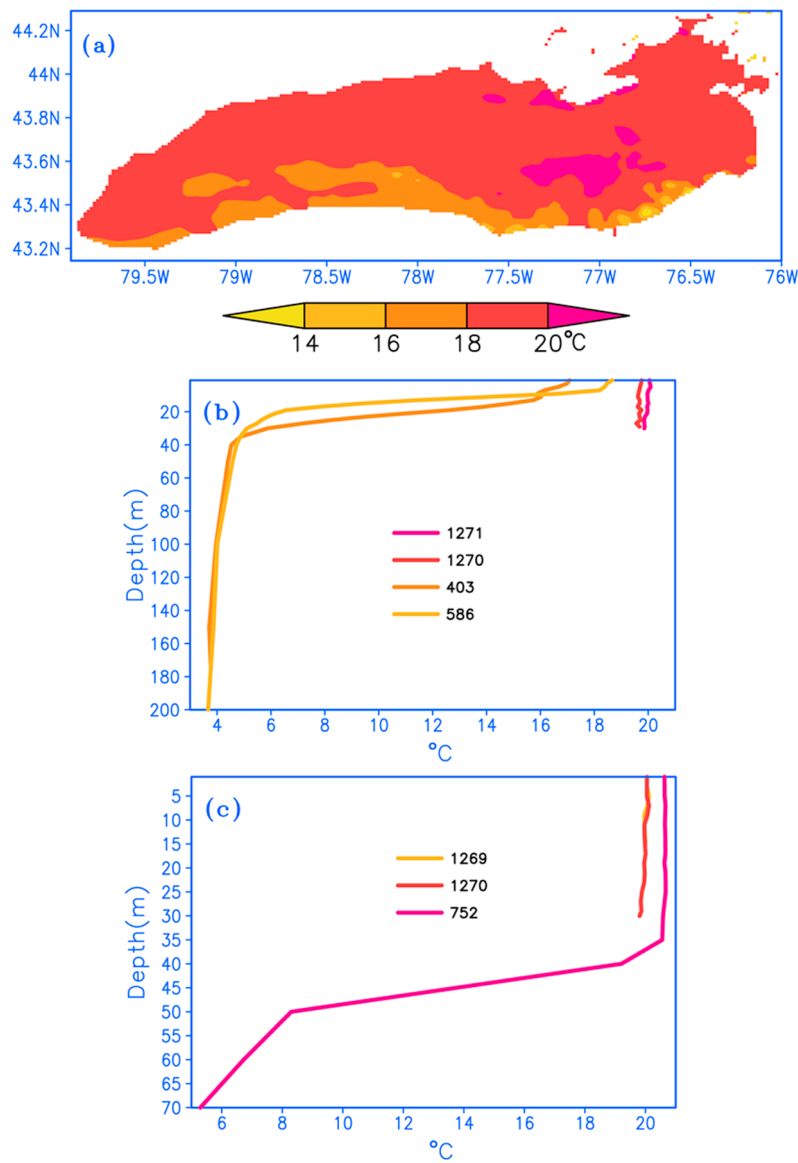 (a)
44.2N
44N
43.8N
43.6N
43.4N
43.2N
79.5W 79W 78.5W 78W 77.5W 77W 76.5W 76W
14 16 18 20°C
(b)
Depth(m)
20
40
60
80
100
120
140
160
180
200
1271
1270
403
586
4 6 8 10 12 14 16 18 20
°C
(c)
Depth(m)
5
10
15
20
25
30
35
40
45
50
55
60
65
70
1269
1270
752
6 8 10 12 14 16 18 20
°C